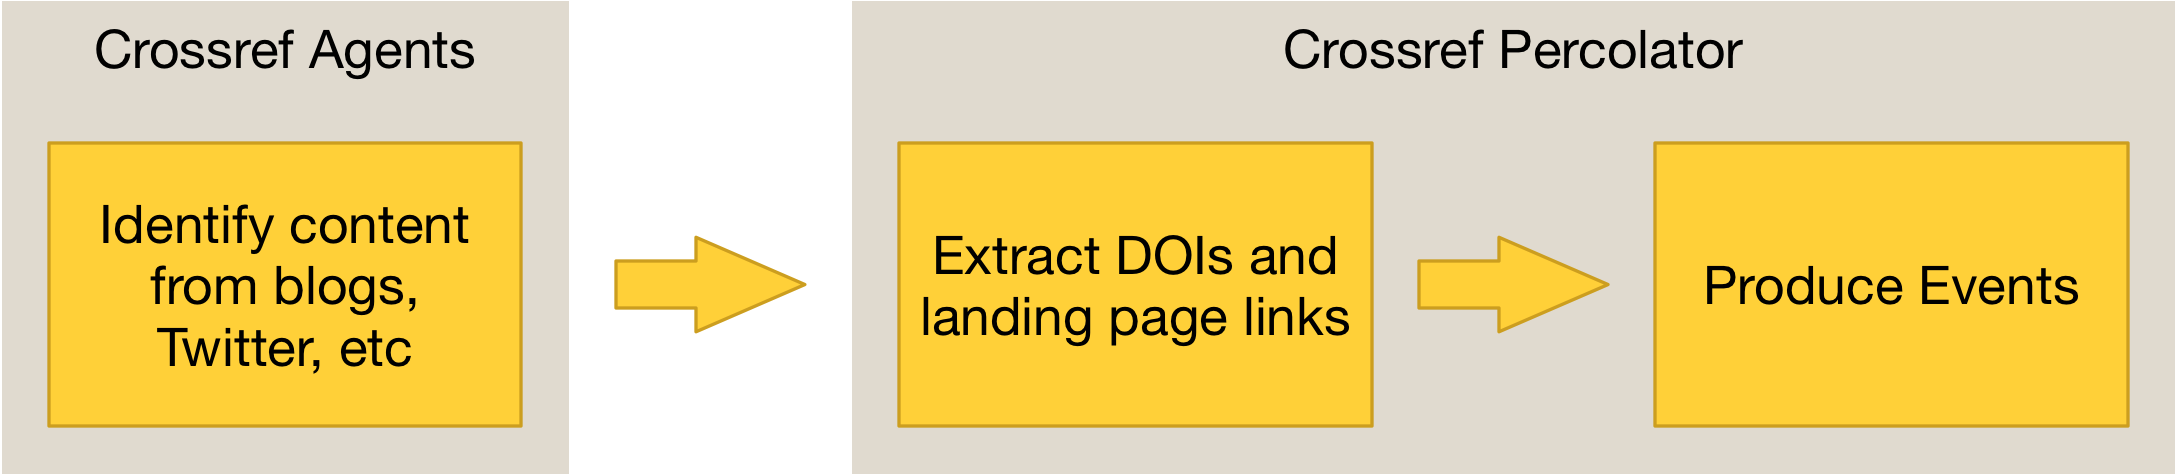 Crossref Agents
Identify content
from blogs,
Twitter, etc
Crossref Percolator
Extract DOIs and
landing page links
Produce Events